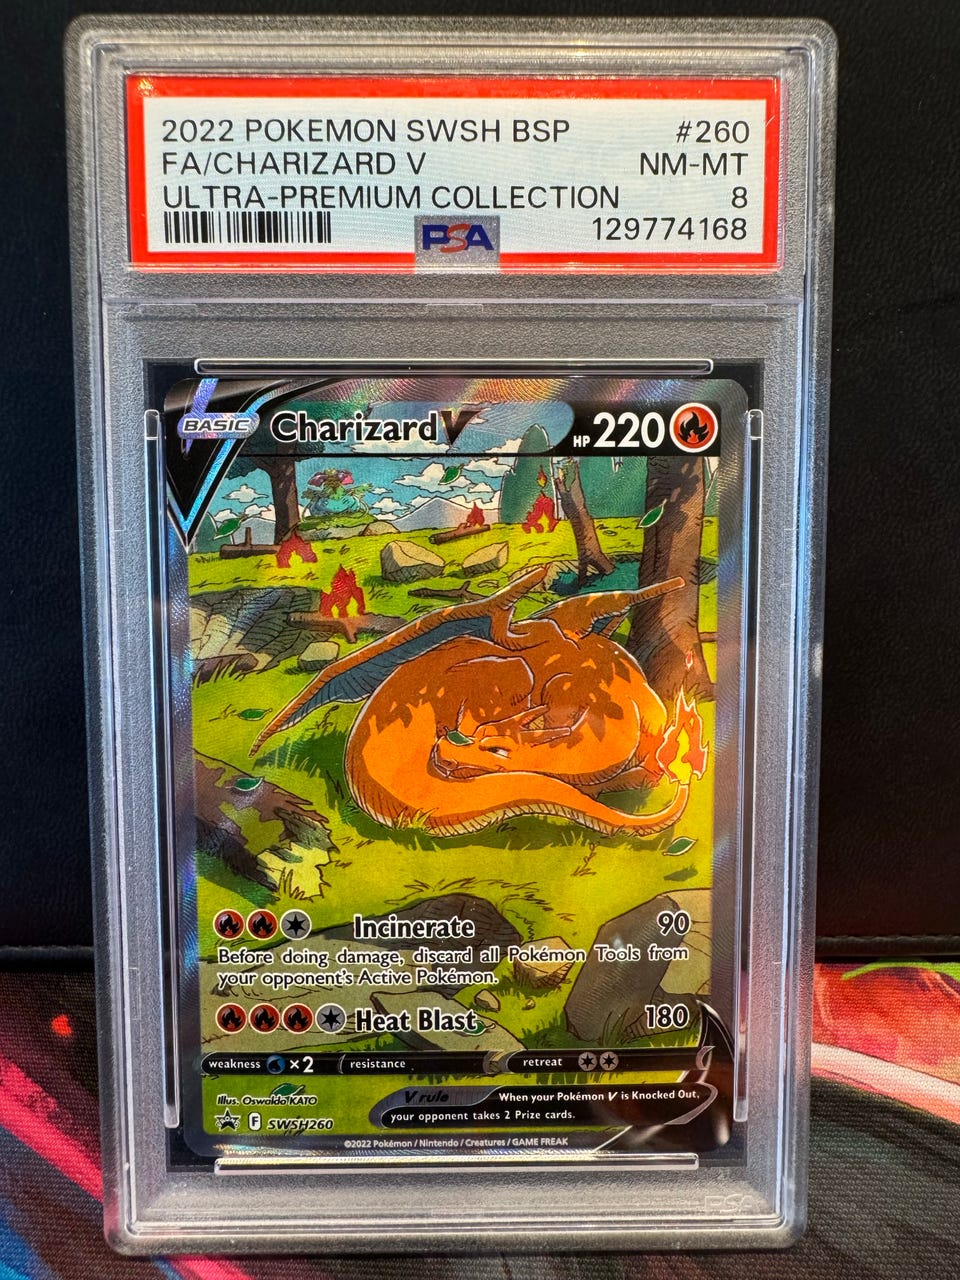 2022 POKEMON SWSH BSP #260
FA/CHARIZARD V NM-MT
ULTRA-PREMIUM COLLECTION 8
PSA 129774168
BASIC Charizard V HP 220
Incinerate 90
Before doing damage, discard all Pokémon Tools from
your opponent's Active Pokémon.
Heat Blast 180
weakness ×2 resistance retreat
Illus. Oswaldo KATO
V rule When your Pokémon V is Knocked Out,
your opponent takes 2 Prize cards.
F SWSH260
©2022 Pokémon / Nintendo / Creatures / GAME FREAK
PSA